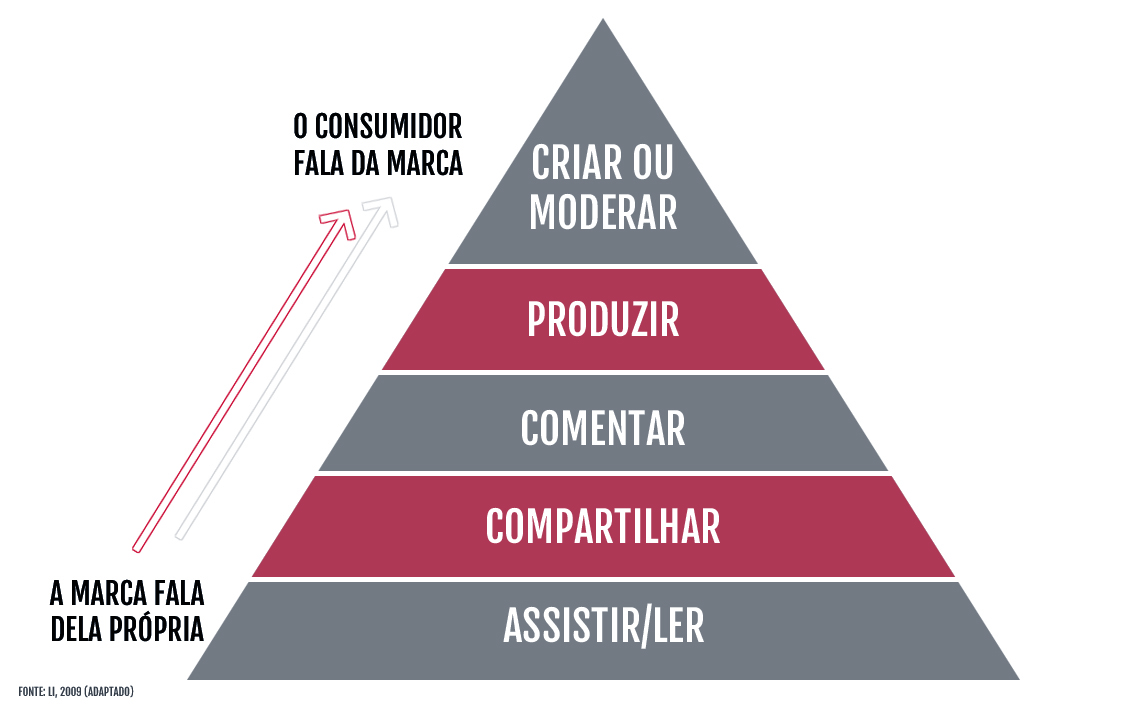 O CONSUMIDOR
FALA DA MARCA
CRIAR OU
MODERAR
PRODUZIR
COMENTAR
COMPARTILHAR
A MARCA FALA
DELA PRÓPRIA
ASSISTIR/LER
FONTE: LI, 2009 (ADAPTADO)